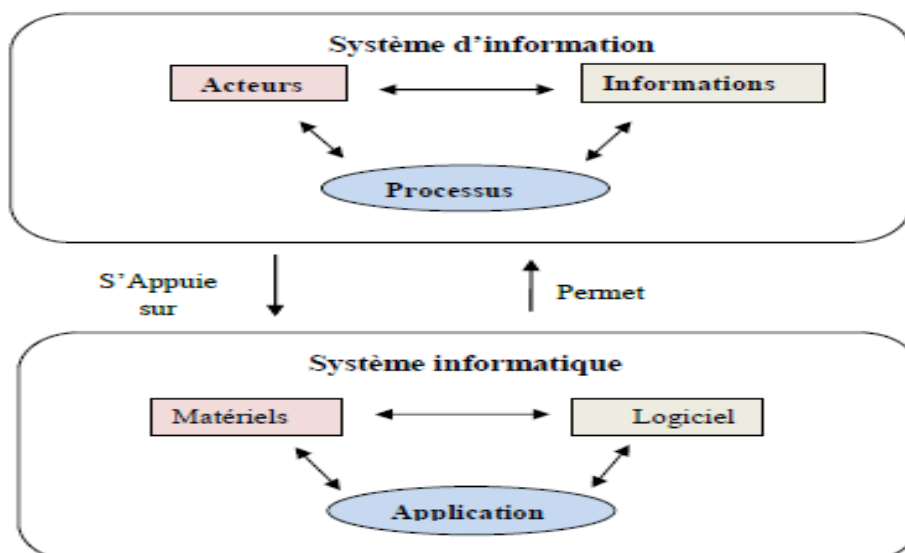 Système d'information
Acteurs
Informations
Processus
S'Appuie
sur
Permet
Système informatique
Matériels
Logiciel
Application